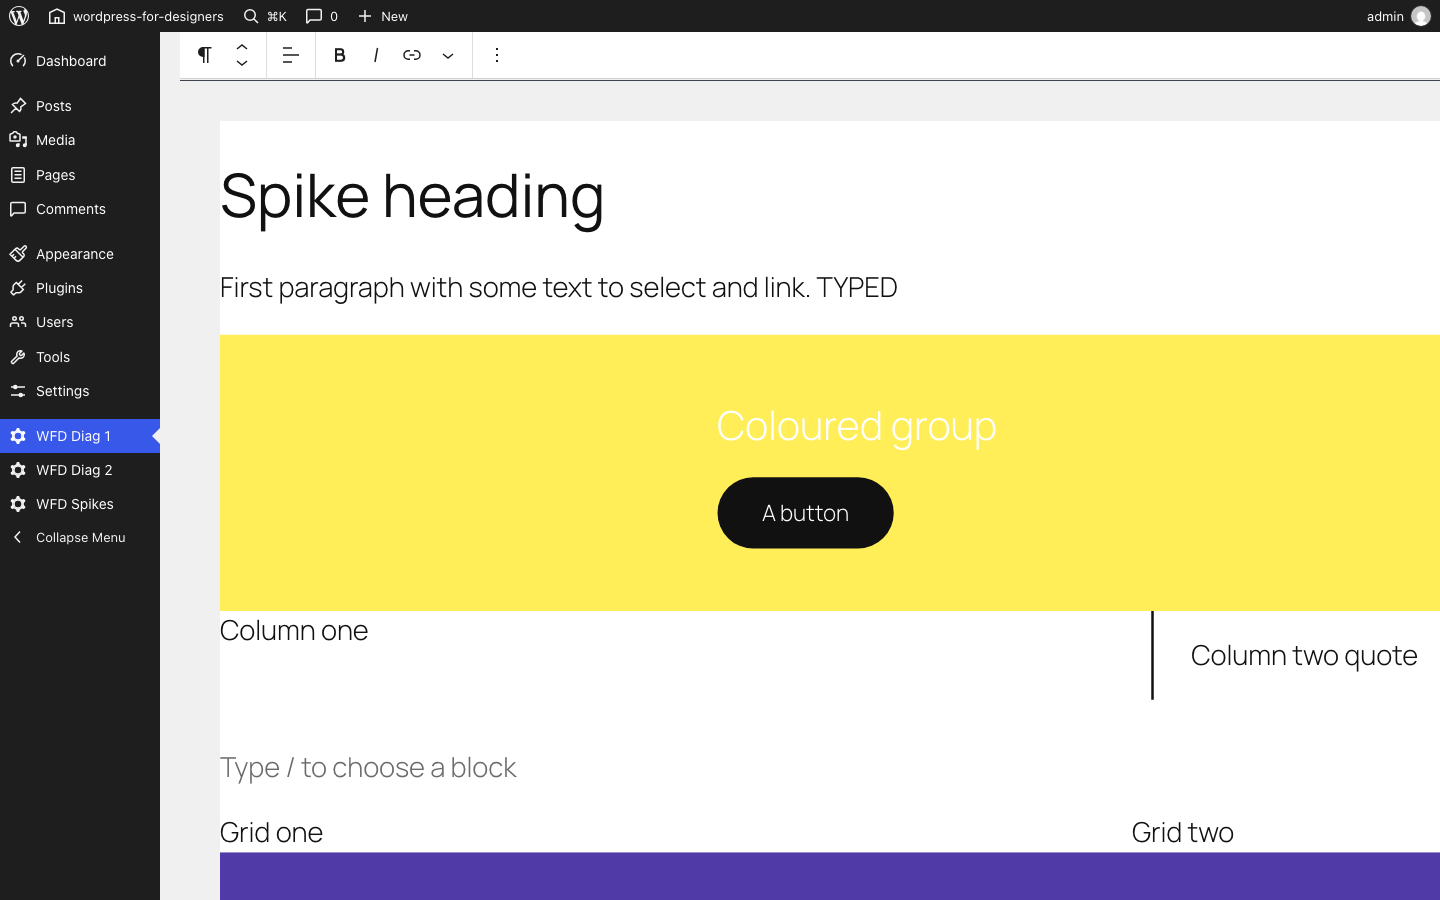 wordpress-for-designers ⌘K 0 New admin
Dashboard
Posts
Media
Pages
Comments
Appearance
Plugins
Users
Tools
Settings
WFD Diag 1
WFD Diag 2
WFD Spikes
Collapse Menu
B I
Spike heading
First paragraph with some text to select and link. TYPED
Coloured group
A button
Column one
Column two quote
Type / to choose a block
Grid one
Grid two